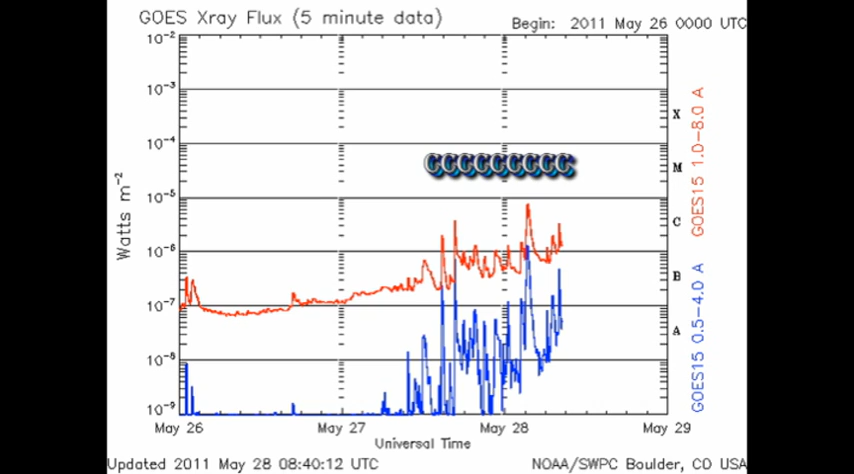 GOES Xray Flux (5 minute data)
Begin: 2011 May 26 0000 UTC
10-2
10-3
10-4
10-5
10-6
10-7
10-8
10-9
Watts m-2
CCCCCCCCC
X
M
C
B
A
GOES15 1.0-8.0 A
GOES15 0.5-4.0 A
May 26
May 27
May 28
May 29
Universal Time
Updated 2011 May 28 08:40:12 UTC
NOAA/SWPC Boulder, CO USA